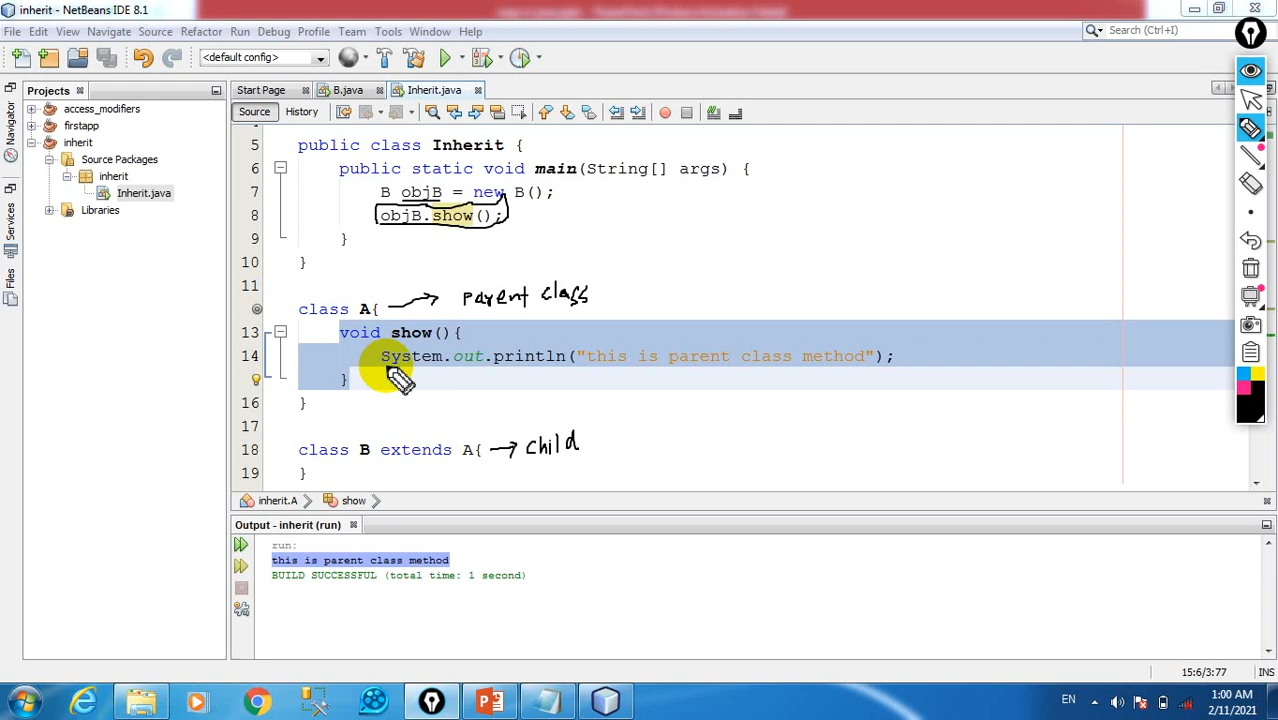 inherit - NetBeans IDE 8.1
File Edit View Navigate Source Refactor Run Debug Profile Team Tools Window Help
Search (Ctrl+I)
<default config>
Projects
Start Page B.java Inherit.java
Source History
Navigator
Services
Files
access_modifiers
firstapp
inherit
Source Packages
inherit
Inherit.java
Libraries
5 public class Inherit {
6 public static void main(String[] args) {
7 B objB = new B();
8 objB.show();
9 }
10 }
11
class A{ parent class
13 void show(){
14 System.out.println("this is parent class method");
}
16 }
17
18 class B extends A{ child
19 }
inherit.A show
Output - inherit (run)
run:
this is parent class method
BUILD SUCCESSFUL (total time: 1 second)
15:6/3:77 INS
EN
1:00 AM
2/11/2021